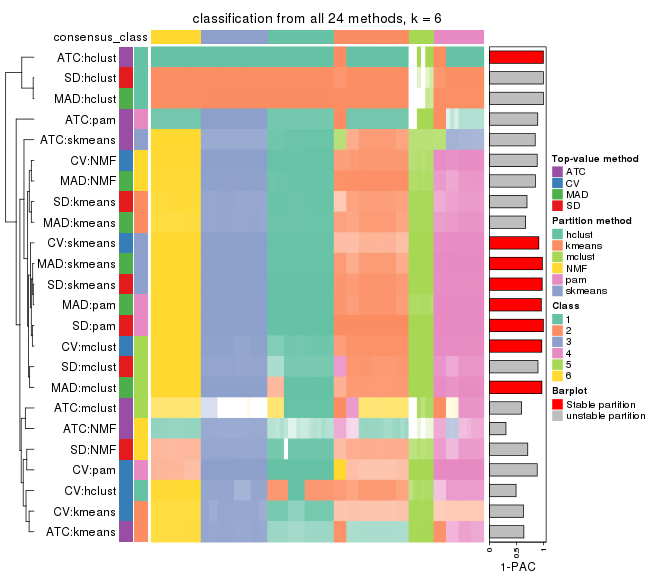 classification from all 24 methods, k = 6
consensus_class
ATC:hclust
SD:hclust
MAD:hclust
ATC:pam
ATC:skmeans
CV:NMF
MAD:NMF
SD:kmeans
MAD:kmeans
CV:skmeans
MAD:skmeans
SD:skmeans
MAD:pam
SD:pam
CV:mclust
SD:mclust
MAD:mclust
ATC:mclust
ATC:NMF
SD:NMF
CV:pam
CV:hclust
CV:kmeans
ATC:kmeans
0
0.5
1
1-PAC
Top-value method
ATC
CV
MAD
SD
Partition method
hclust
kmeans
mclust
NMF
pam
skmeans
Class
1
2
3
4
5
6
Barplot
Stable partition
unstable partition